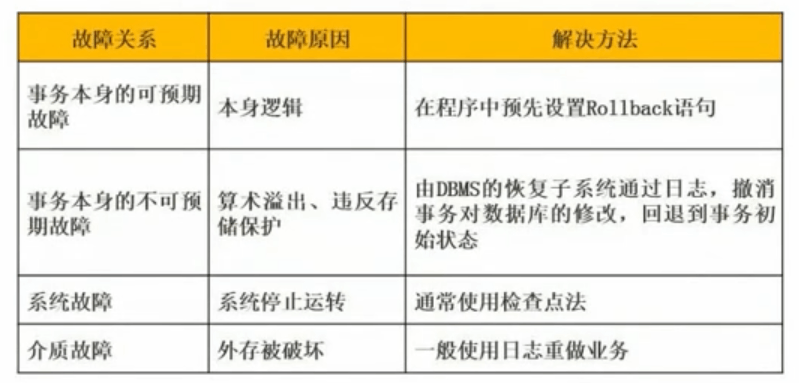 故障关系
故障原因
解决方法
事务本身的可预期
故障
本身逻辑
在程序中预先设置Rollback语句
事务本身的不可预
期故障
算术溢出、违反存
储保护
由DBMS的恢复子系统通过日志，撤消
事务对数据库的修改，回退到事务初
始状态
系统故障
系统停止运转
通常使用检查点法
介质故障
外存被破坏
一般使用日志重做业务